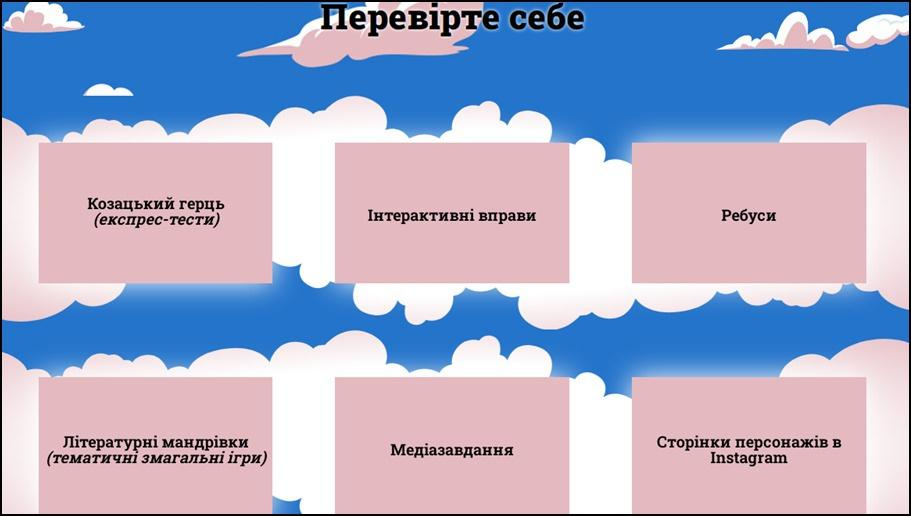 Перевірте себе
Козацький герць
(експрес-тести)
Інтерактивні вправи
Ребуси
Літературні мандрівки
(тематичні змагальні ігри)
Медіазавдання
Сторінки персонажів в
Instagram